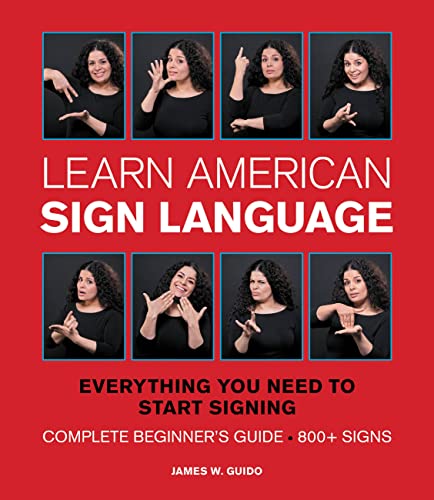 LEARN AMERICAN
SIGN LANGUAGE
EVERYTHING YOU NEED TO
START SIGNING
COMPLETE BEGINNER'S GUIDE • 800+ SIGNS
JAMES W. GUIDO